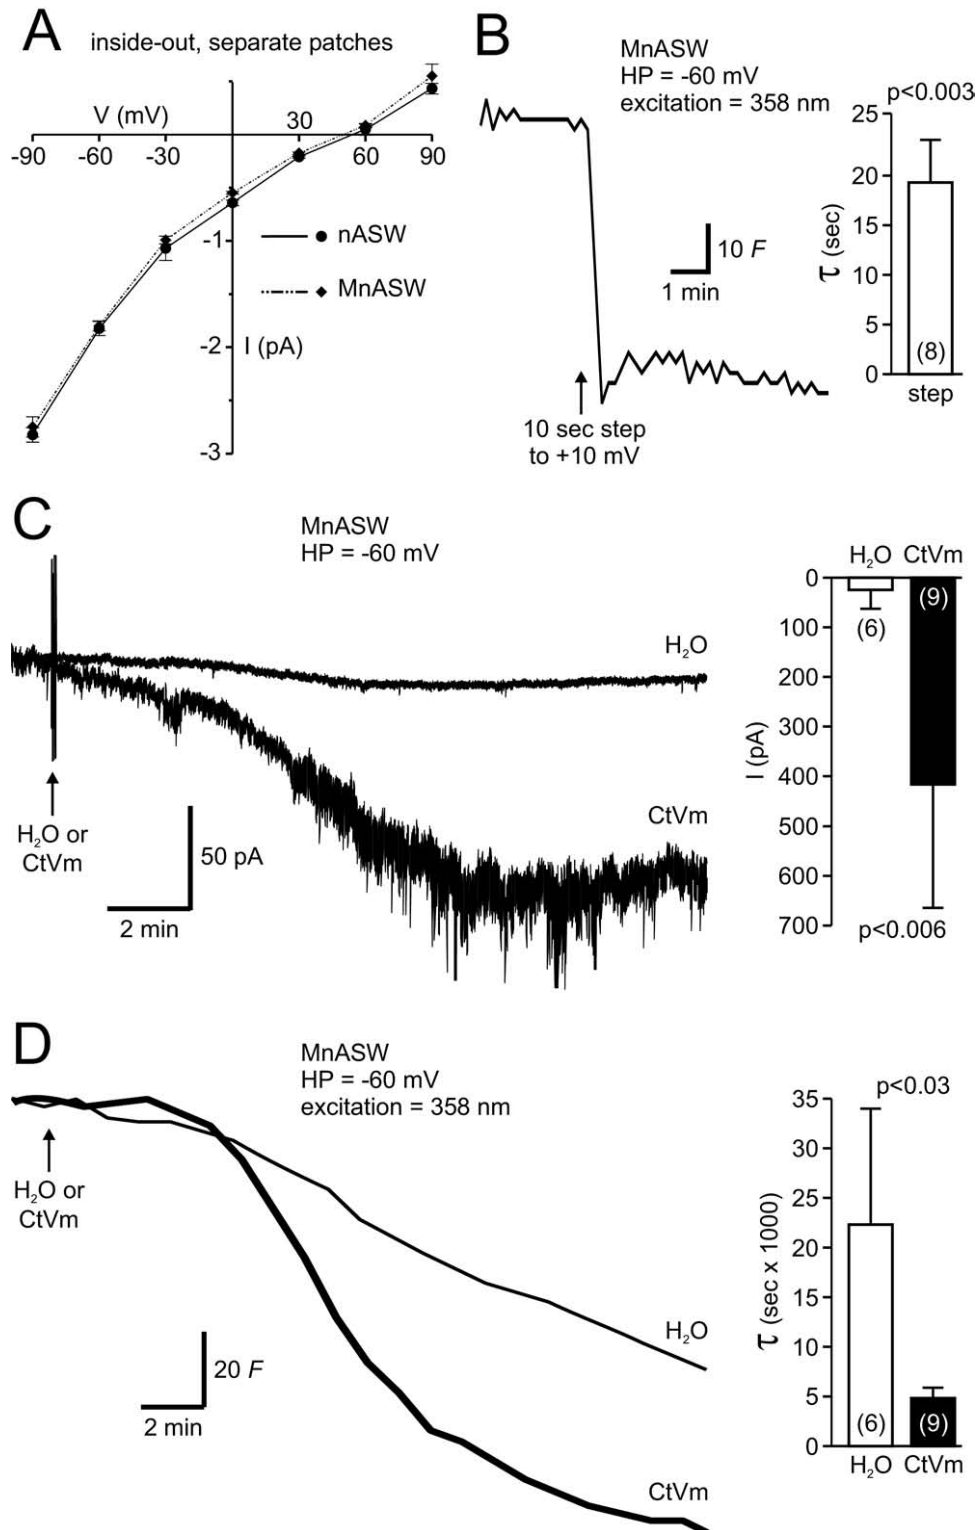 A
inside-out, separate patches
V (mV)
30
-90
-60
-30
60
90
-1
nASW
MnASW
-2
I (pA)
-3
B
MnASW
HP = -60 mV
excitation = 358 nm
10 F
1 min
10 sec step
to +10 mV
p<0.003
25
20
15
10
5
0
τ (sec)
(8)
step
C
MnASW
HP = -60 mV
H₂O
CtVm
H₂O or
CtVm
50 pA
2 min
H₂O CtVm
0
100
200
300
400
500
600
700
I (pA)
(6)
(9)
p<0.006
D
MnASW
HP = -60 mV
excitation = 358 nm
H₂O or
CtVm
20 F
2 min
H₂O
CtVm
p<0.03
35
30
25
20
15
10
5
0
τ (sec x 1000)
(6)
(9)
H₂O CtVm